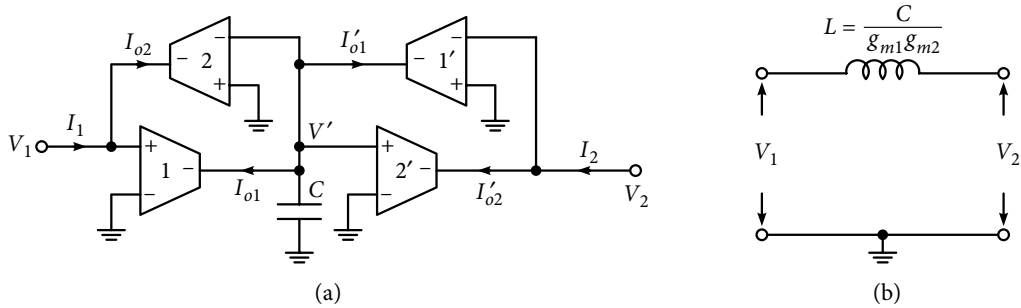 I_{o2}
−
2
−
+
I'_{o1}
−
1'
−
+
V_1
I_1
+
1
−
−
I_{o1}
V'
C
+
2'
−
−
I'_{o2}
I_2
V_2
(a)
L = \frac{C}{g_{m1}g_{m2}}
V_1
V_2
(b)